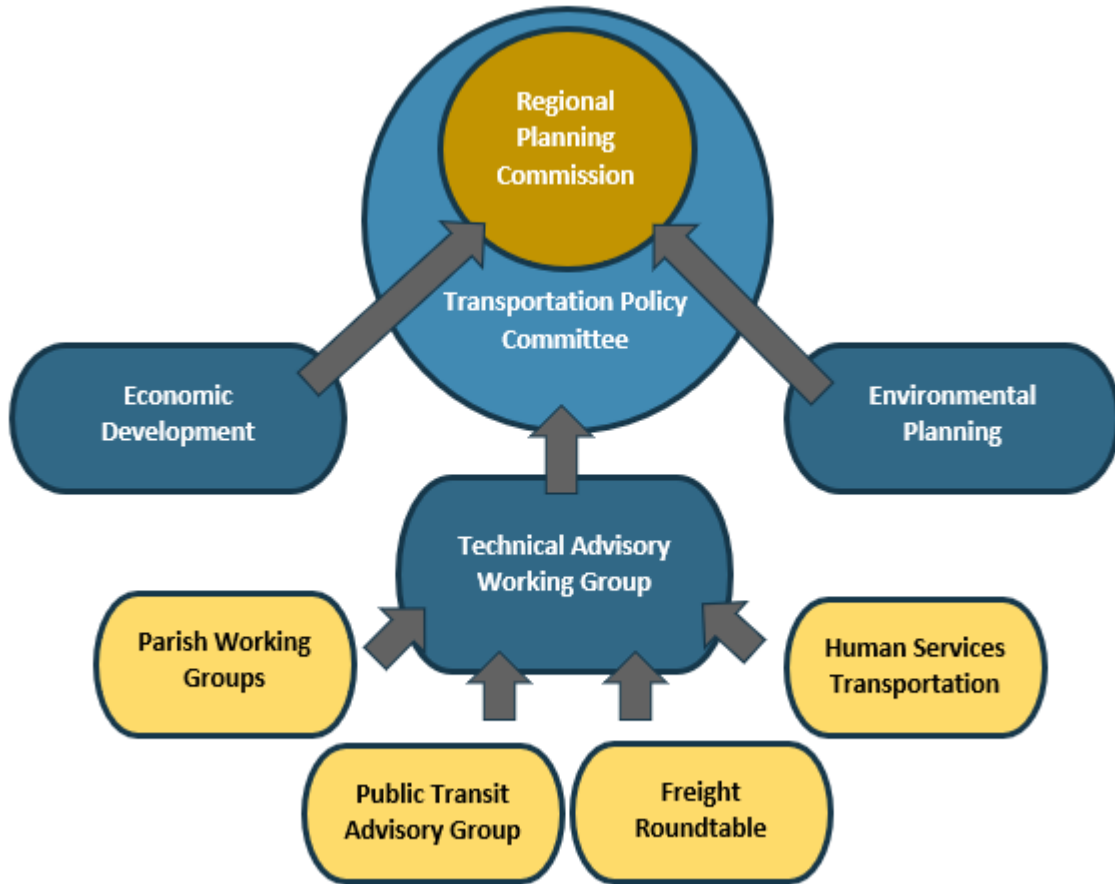 Regional
Planning
Commission
Transportation Policy
Committee
Economic
Development
Environmental
Planning
Technical Advisory
Working Group
Parish Working
Groups
Human Services
Transportation
Public Transit
Advisory Group
Freight
Roundtable